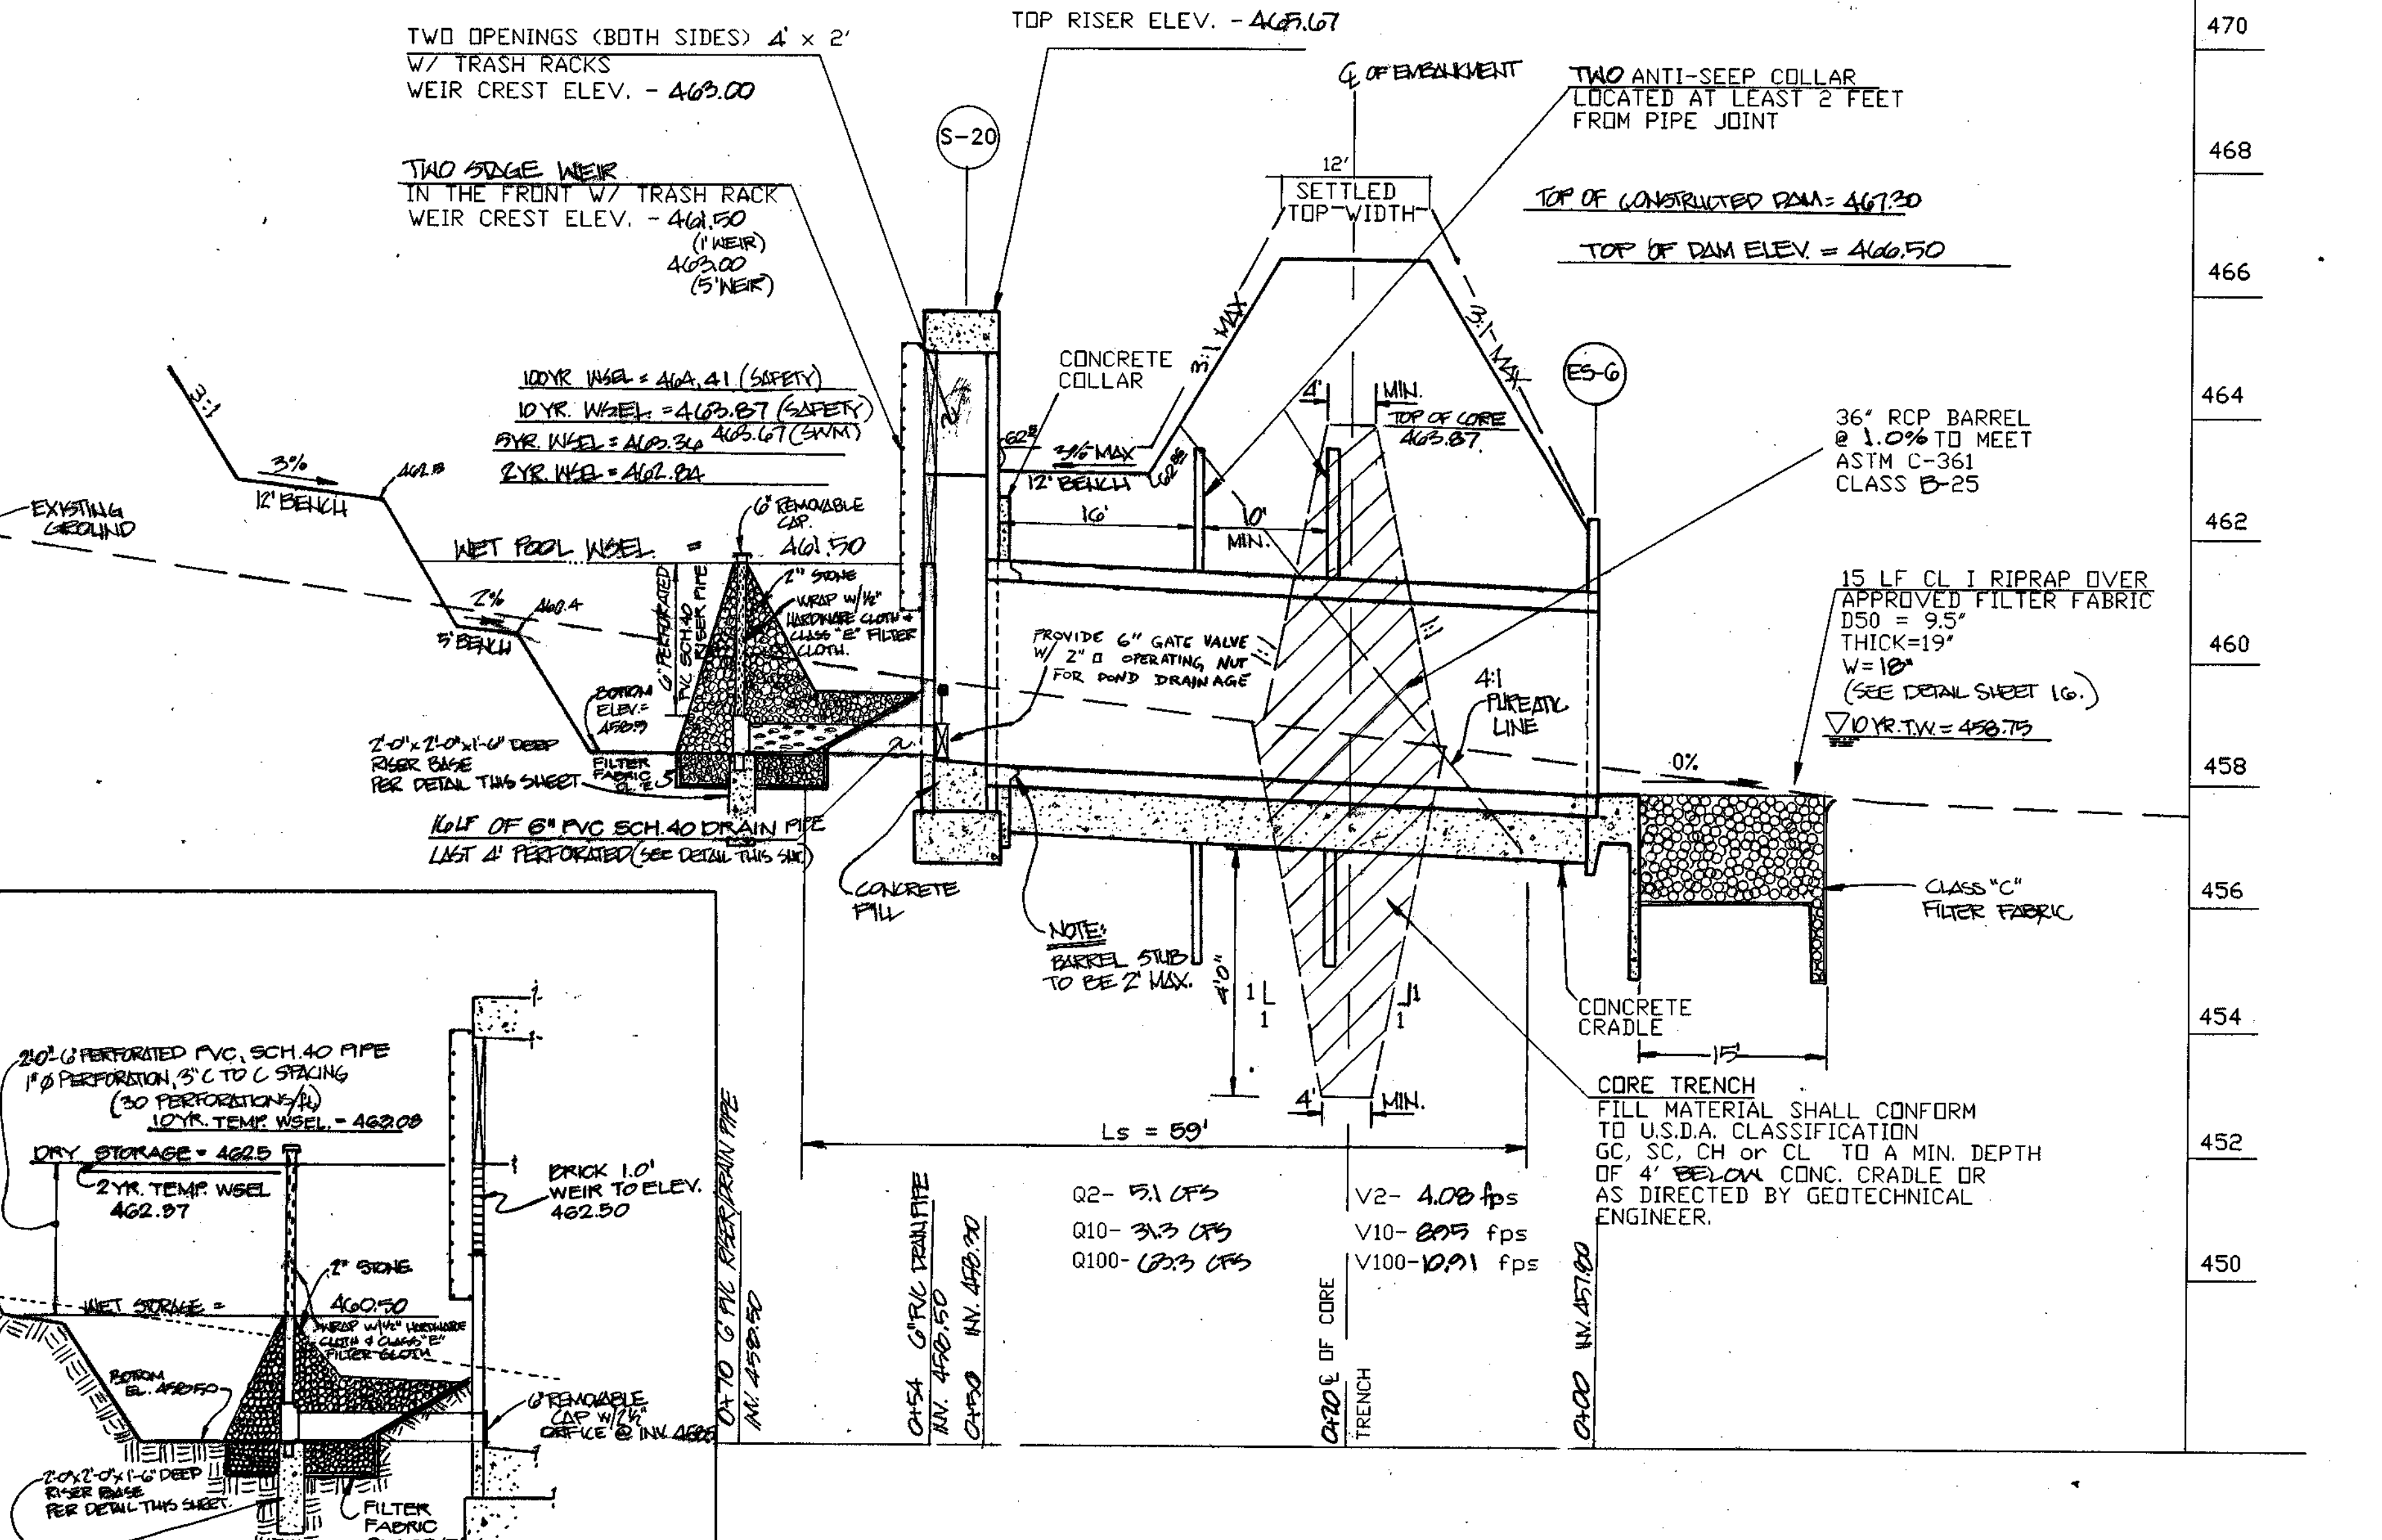 TOP RISER ELEV. - 465.67
TWO OPENINGS (BOTH SIDES) 4' x 2'
W/ TRASH RACKS
WEIR CREST ELEV. - 463.00
TWO STAGE WEIR
IN THE FRONT W/ TRASH RACK
WEIR CREST ELEV. - 461.50
(1' WEIR)
463.00
(5' WEIR)
S-20
℄ OF EMBANKMENT
12'
SETTLED
TOP WIDTH
TWO ANTI-SEEP COLLAR
LOCATED AT LEAST 2 FEET
FROM PIPE JOINT
TOP OF CONSTRUCTED DAM = 467.30
TOP OF DAM ELEV. = 466.50
470
468
466
464
462
460
458
456
454
452
450
100YR WSEL = 464.41 (SAFETY)
10YR. WSEL = 463.87 (SAFETY)
463.67 (SWM)
5YR. WSEL = 463.36
2YR. WSEL = 462.84
3:1
3%
12' BENCH
EXISTING
GROUND
2%
460.4
5' BENCH
WET POOL WSEL = 461.50
6" REMOVABLE
CAP.
6" PERFORATED
PVC SCH.40
RISER PIPE
2" STONE
WRAP W/ 1/2"
HARDWARE CLOTH &
CLASS "E" FILTER
CLOTH.
BOTTOM
ELEV.=
458.5
2'-0"x2'-0"x1'-6" DEEP
RISER BASE
PER DETAIL THIS SHEET
FILTER
FABRIC
16 LF OF 6" PVC SCH.40 DRAIN PIPE
LAST 4' PERFORATED (SEE DETAIL THIS SHT.)
CONCRETE
FILL
CONCRETE
COLLAR
3% MAX
12' BENCH
3:1 MAX
3:1 MAX
16'
10'
MIN.
4' MIN.
TOP OF CORE
463.87
ES-6
PROVIDE 6" GATE VALVE
W/ 2" □ OPERATING NUT
FOR POND DRAINAGE
4:1
PHREATIC
LINE
36" RCP BARREL
@ 1.0% TO MEET
ASTM C-361
CLASS B-25
15 LF CL I RIPRAP OVER
APPROVED FILTER FABRIC
D50 = 9.5"
THICK=19"
W=18"
(SEE DETAIL SHEET 16.)
10 YR. T.W. = 458.75
0%
CLASS "C"
FILTER FABRIC
NOTE:
BARREL STUB
TO BE 2' MAX.
4'0"
1
1
1
1
4' MIN.
CONCRETE
CRADLE
15'
CORE TRENCH
FILL MATERIAL SHALL CONFORM
TO U.S.D.A. CLASSIFICATION
GC, SC, CH or CL TO A MIN. DEPTH
OF 4' BELOW CONC. CRADLE OR
AS DIRECTED BY GEOTECHNICAL
ENGINEER.
Ls = 59'
Q2- 5.1 CFS
V2- 4.08 fps
Q10- 31.3 CFS
V10- 8.95 fps
Q100- 63.3 CFS
V100- 10.91 fps
0+70 6" PVC RISER/DRAIN PIPE
INV. 458.50
0+54 6" PVC DRAIN PIPE
INV. 458.50
0+50 INV. 458.30
0+20 ℄ OF CORE
TRENCH
0+00 INV. 457.80
2'-0"-6" PERFORATED PVC, SCH.40 PIPE
1" Ø PERFORATION, 3" C TO C SPACING
(30 PERFORATIONS/ft.)
10YR. TEMP. WSEL. = 462.08
DRY STORAGE = 462.5
2 YR. TEMP. WSEL
462.37
BRICK 1.0'
WEIR TO ELEV.
462.50
2" STONE
WET STORAGE = 460.50
WRAP W/ 1/2" HARDWARE
CLOTH & CLASS "E"
FILTER CLOTH
BOTTOM
EL. 458.50
6" REMOVABLE
CAP W/ 2 1/2"
ORIFICE @ INV. 458.5
2'-0"x2'-0"x1'-6" DEEP
RISER BASE
PER DETAIL THIS SHEET.
FILTER
FABRIC